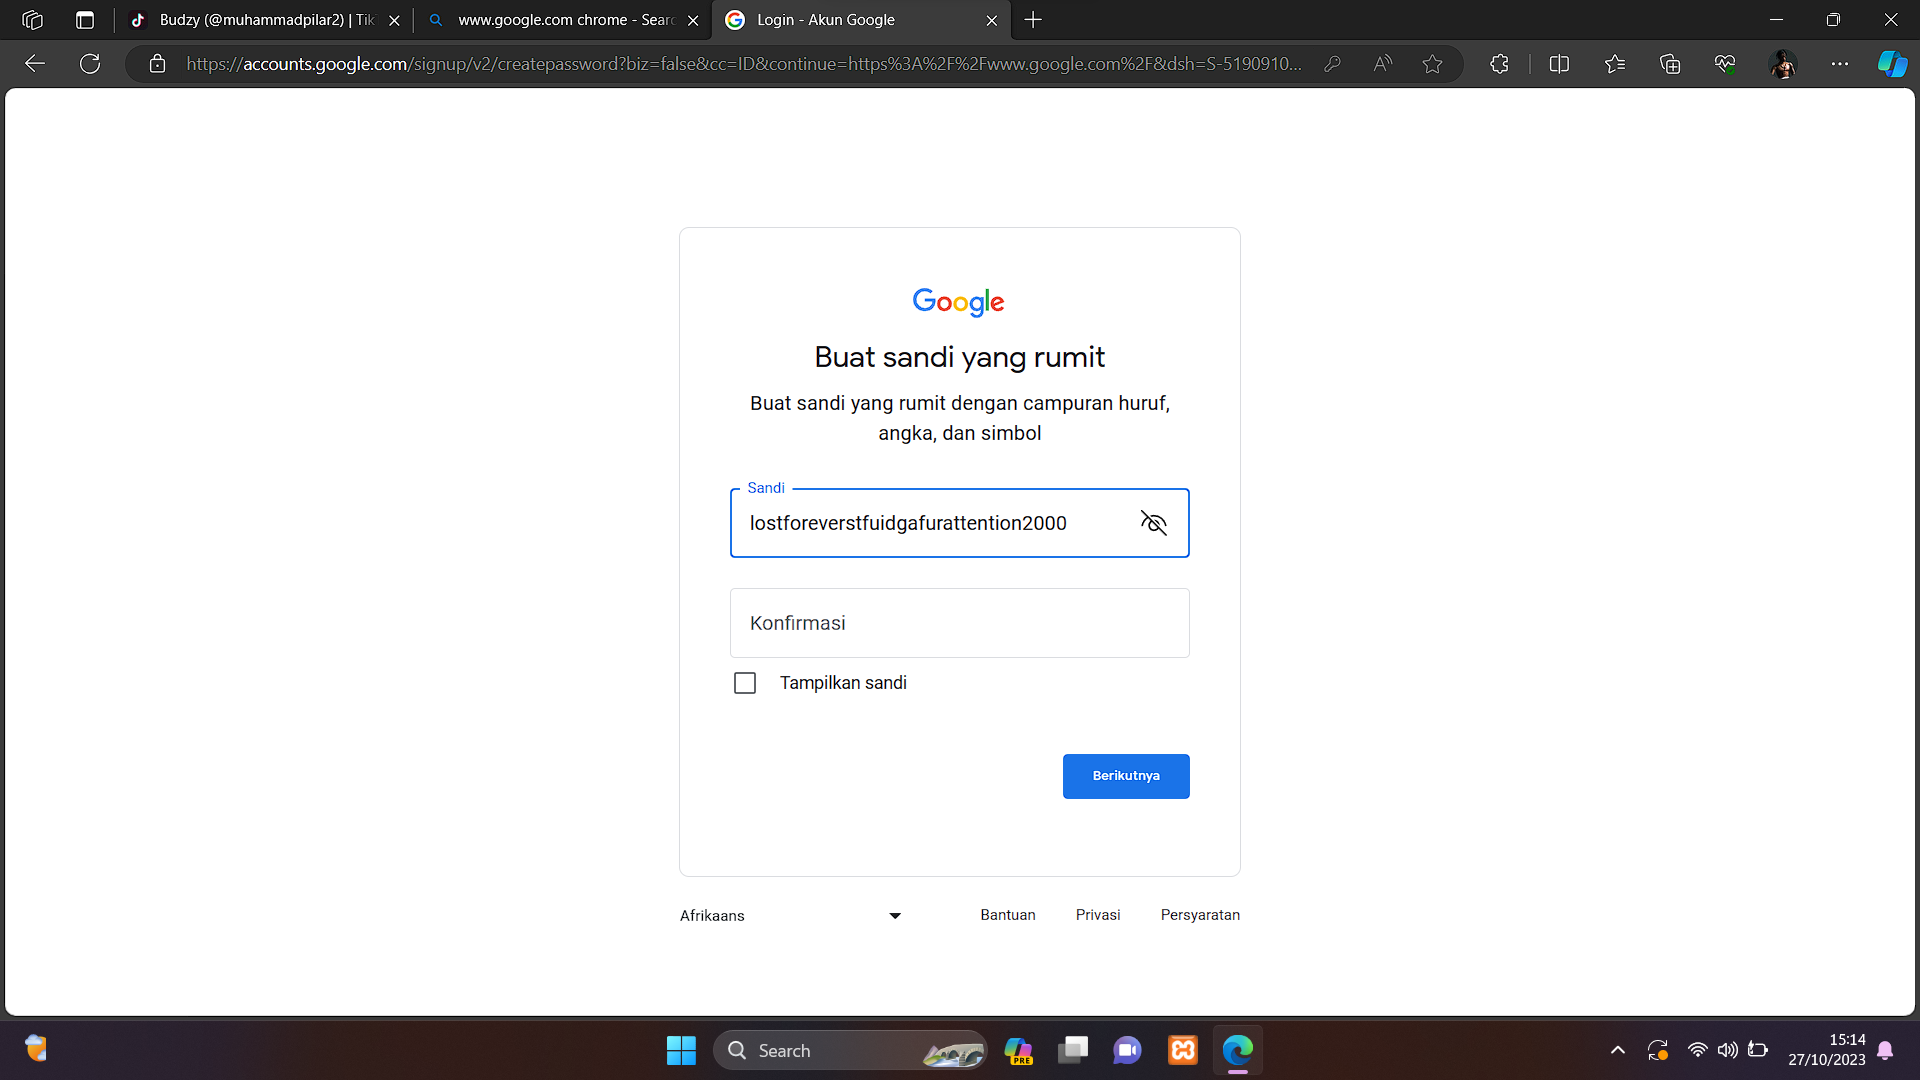 Budzy (@muhammadpilar2) | Tik
www.google.com chrome - Sear
Login - Akun Google
https://accounts.google.com/signup/v2/createpassword?biz=false&cc=ID&continue=https%3A%2F%2Fwww.google.com%2F&dsh=S-5190910...
Google
Buat sandi yang rumit
Buat sandi yang rumit dengan campuran huruf,
angka, dan simbol
Sandi
lostforeverstfuidgafurattention2000
Konfirmasi
Tampilkan sandi
Berikutnya
Afrikaans
Bantuan
Privasi
Persyaratan
Search
PRE
15:14
27/10/2023